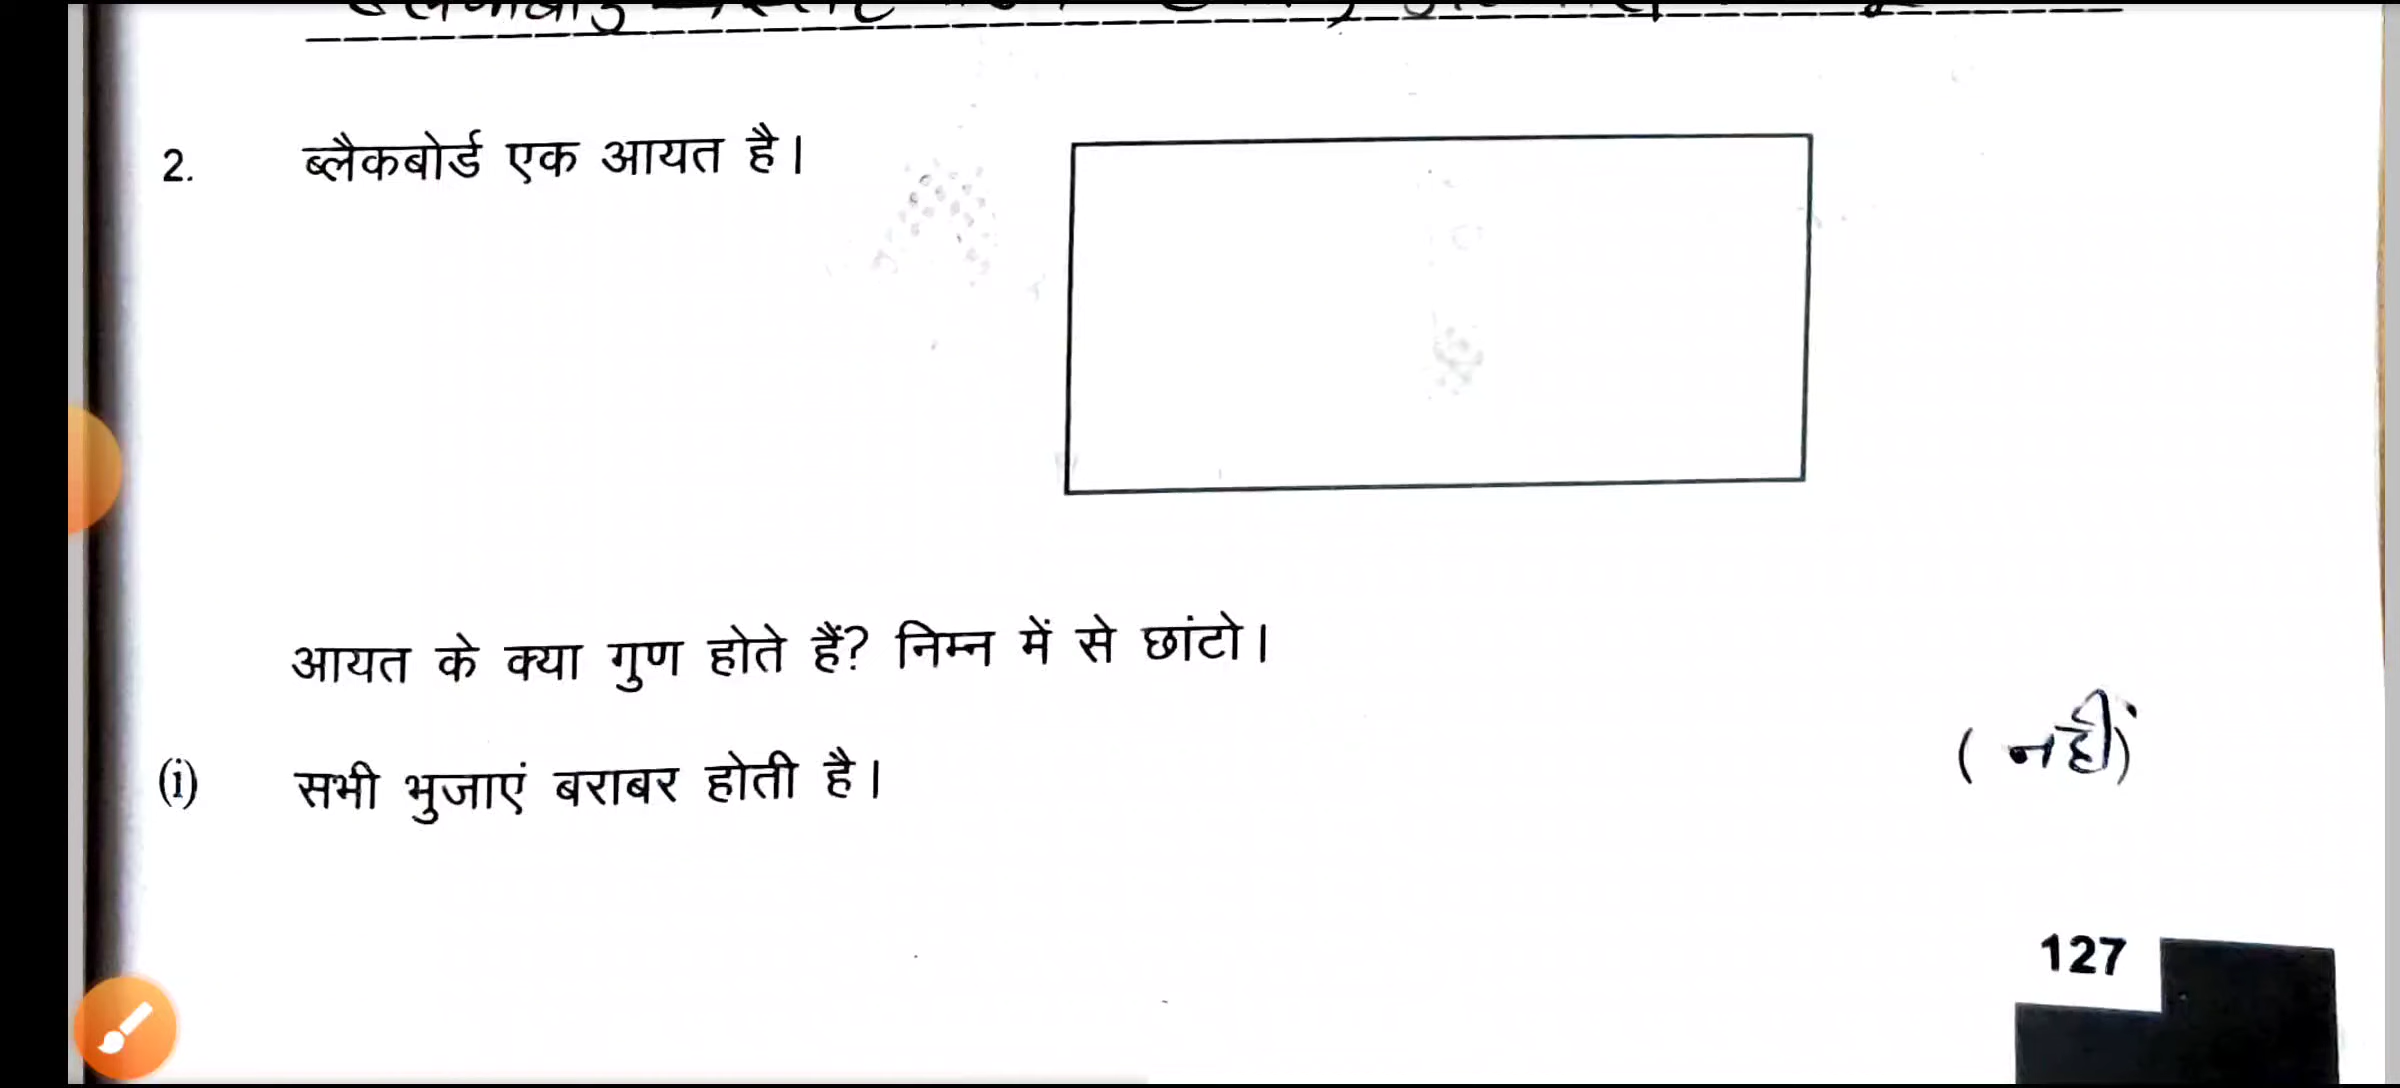 2. ब्लैकबोर्ड एक आयत है।
आयत के क्या गुण होते हैं? निम्न में से छांटो।
(i) सभी भुजाएं बराबर होती है। ( नहीं )
127